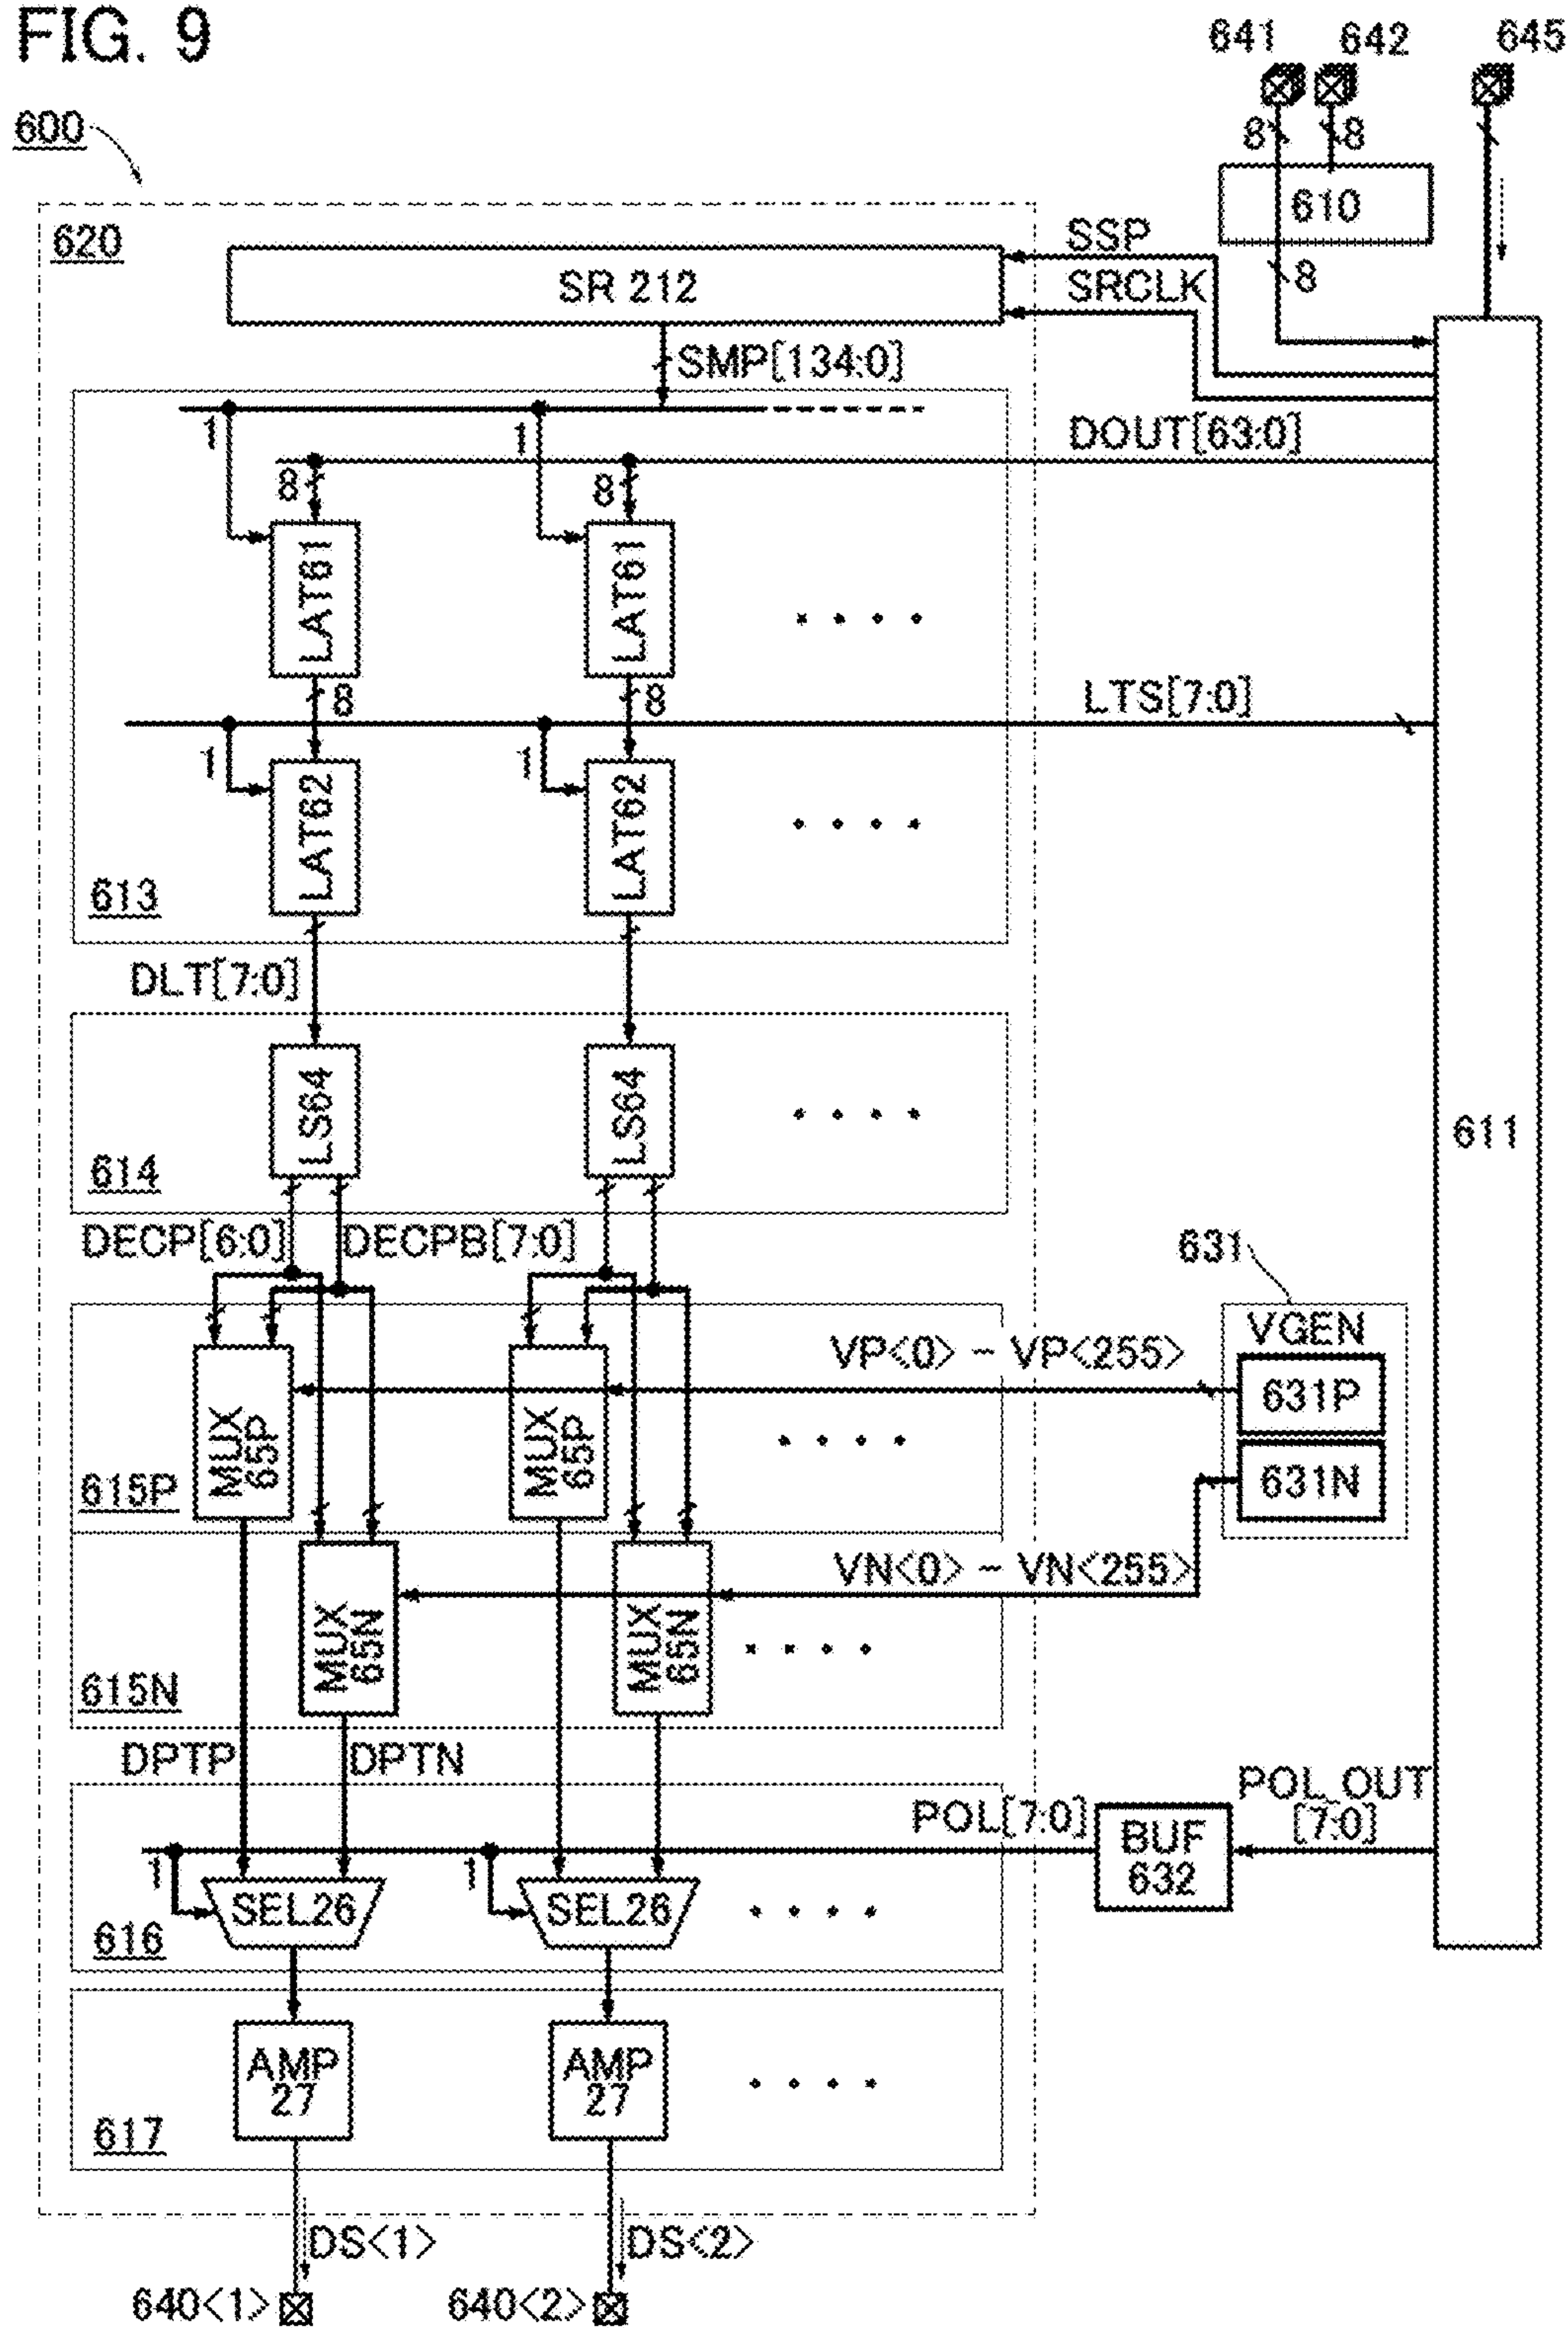 FIG. 9
641 642 645
600
8 8
610
620
SSP
SR 212
SRCLK
8
SMP[134:0]
1 1
DOUT[63:0]
8 8
LAT61 LAT61
8 8
LTS[7:0]
1 1
LAT62 LAT62
613
DLT[7:0]
LS64 LS64
611
614
DECP[6:0] DECPB[7:0]
631
VGEN
VP<0> - VP<255>
631P
MUX 65P MUX 65P
631N
615P
VN<0> - VN<255>
MUX 65N MUX 65N
615N
DPTP DPTN
POL_OUT
[7:0]
POL[7:0]
BUF
632
1 1
SEL26 SEL26
616
AMP AMP
27 27
617
DS<1> DS<2>
640<1> 640<2>